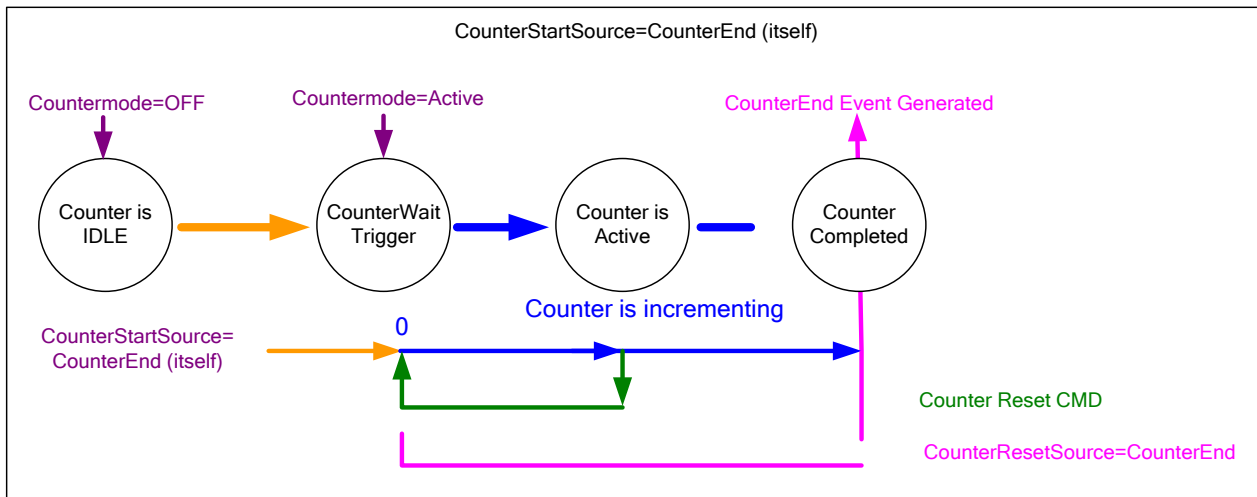 CounterStartSource=CounterEnd (itself)
Countermode=OFF
Countermode=Active
CounterEnd Event Generated
Counter is
IDLE
CounterWait
Trigger
Counter is
Active
Counter
Completed
Counter is incrementing
CounterStartSource=
CounterEnd (itself)
0
Counter Reset CMD
CounterResetSource=CounterEnd